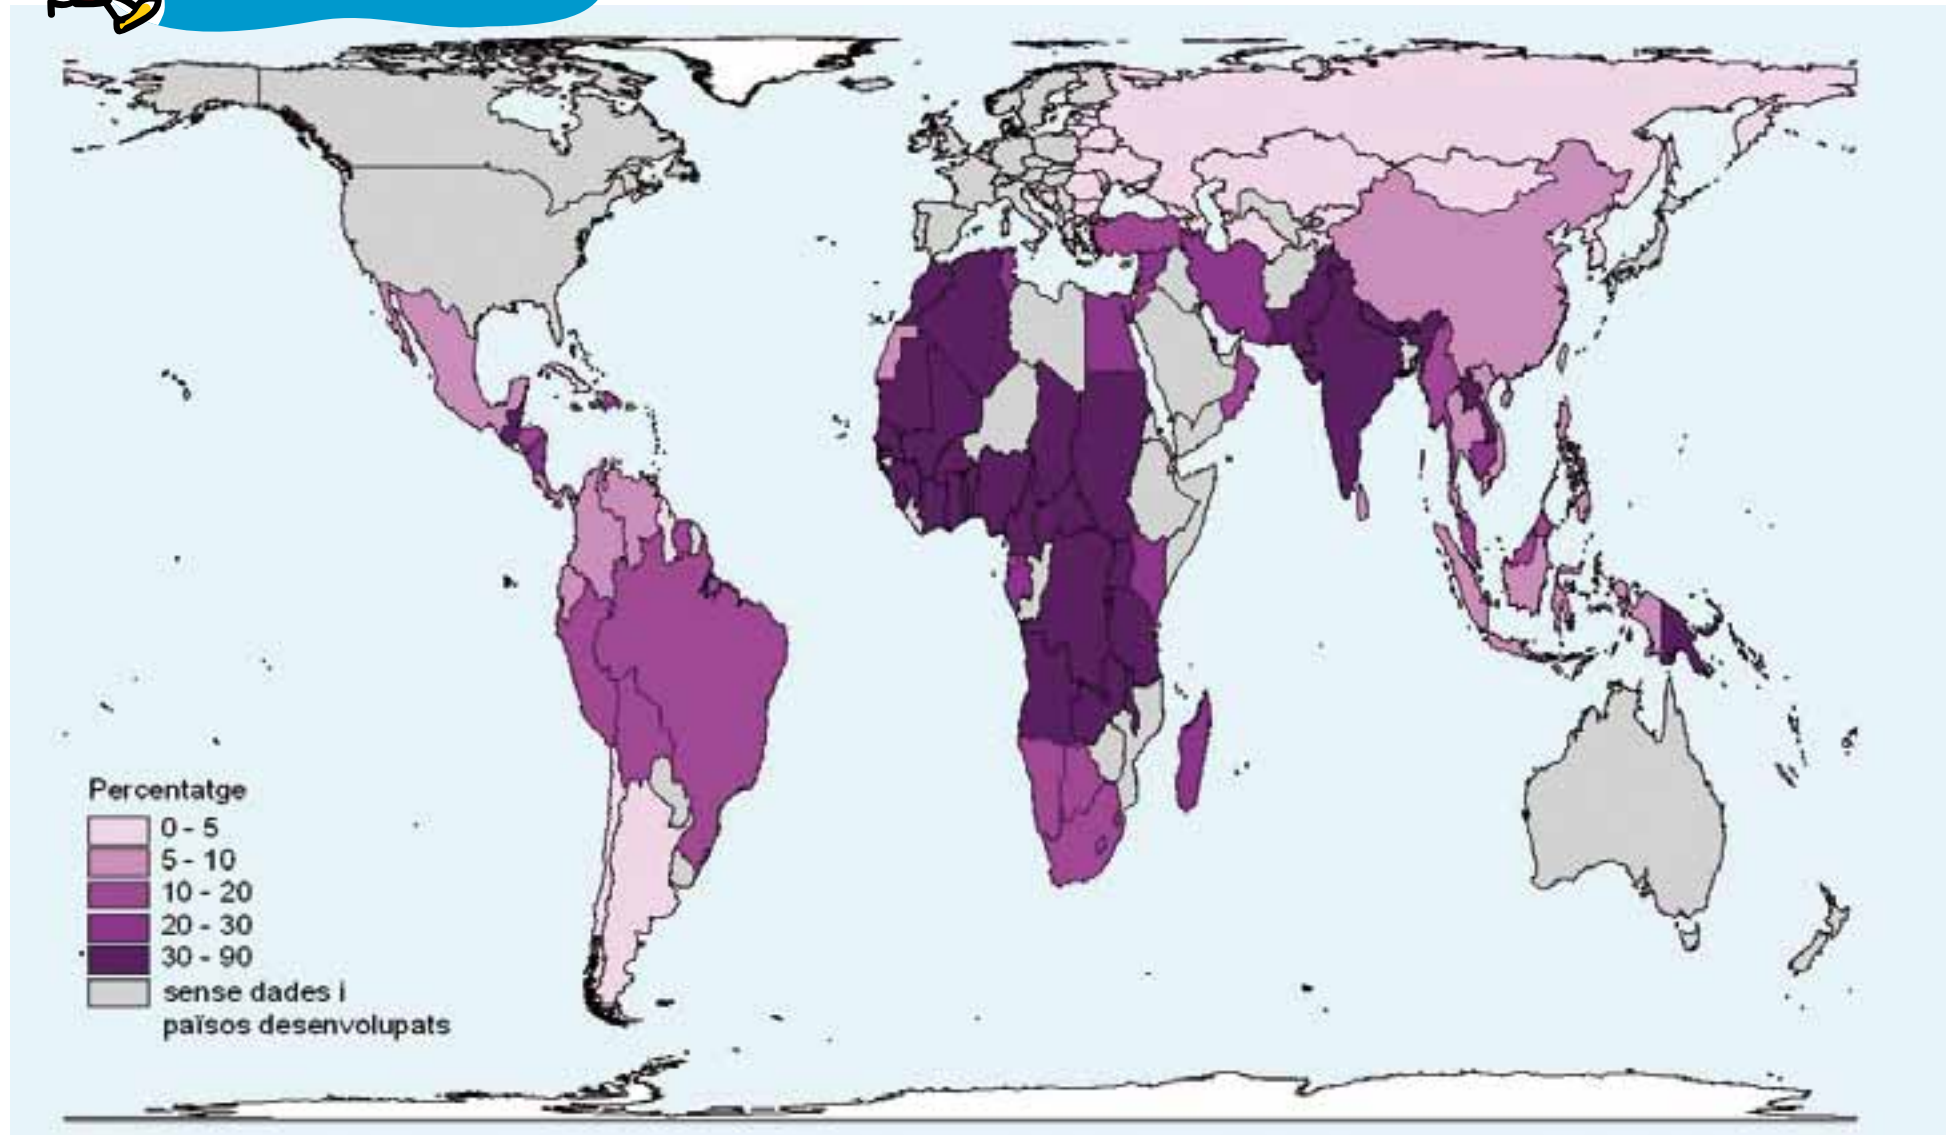 Percentatge
0 - 5
5 - 10
10 - 20
20 - 30
30 - 90
sense dades i
països desenvolupats